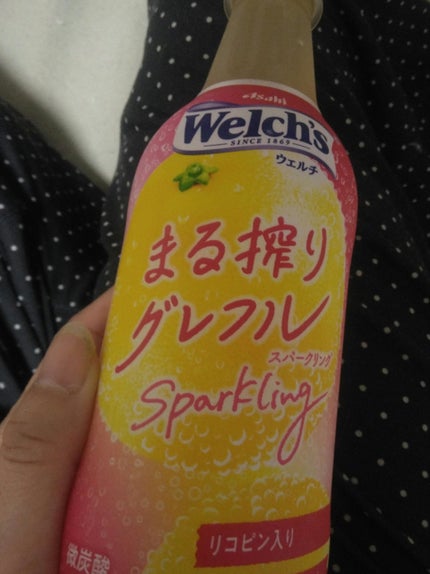 Asahi
Welch's
SINCE 1869
ウェルチ
まる搾り
グレフル
スパークリング
Sparkling
リコピン入り
微炭酸